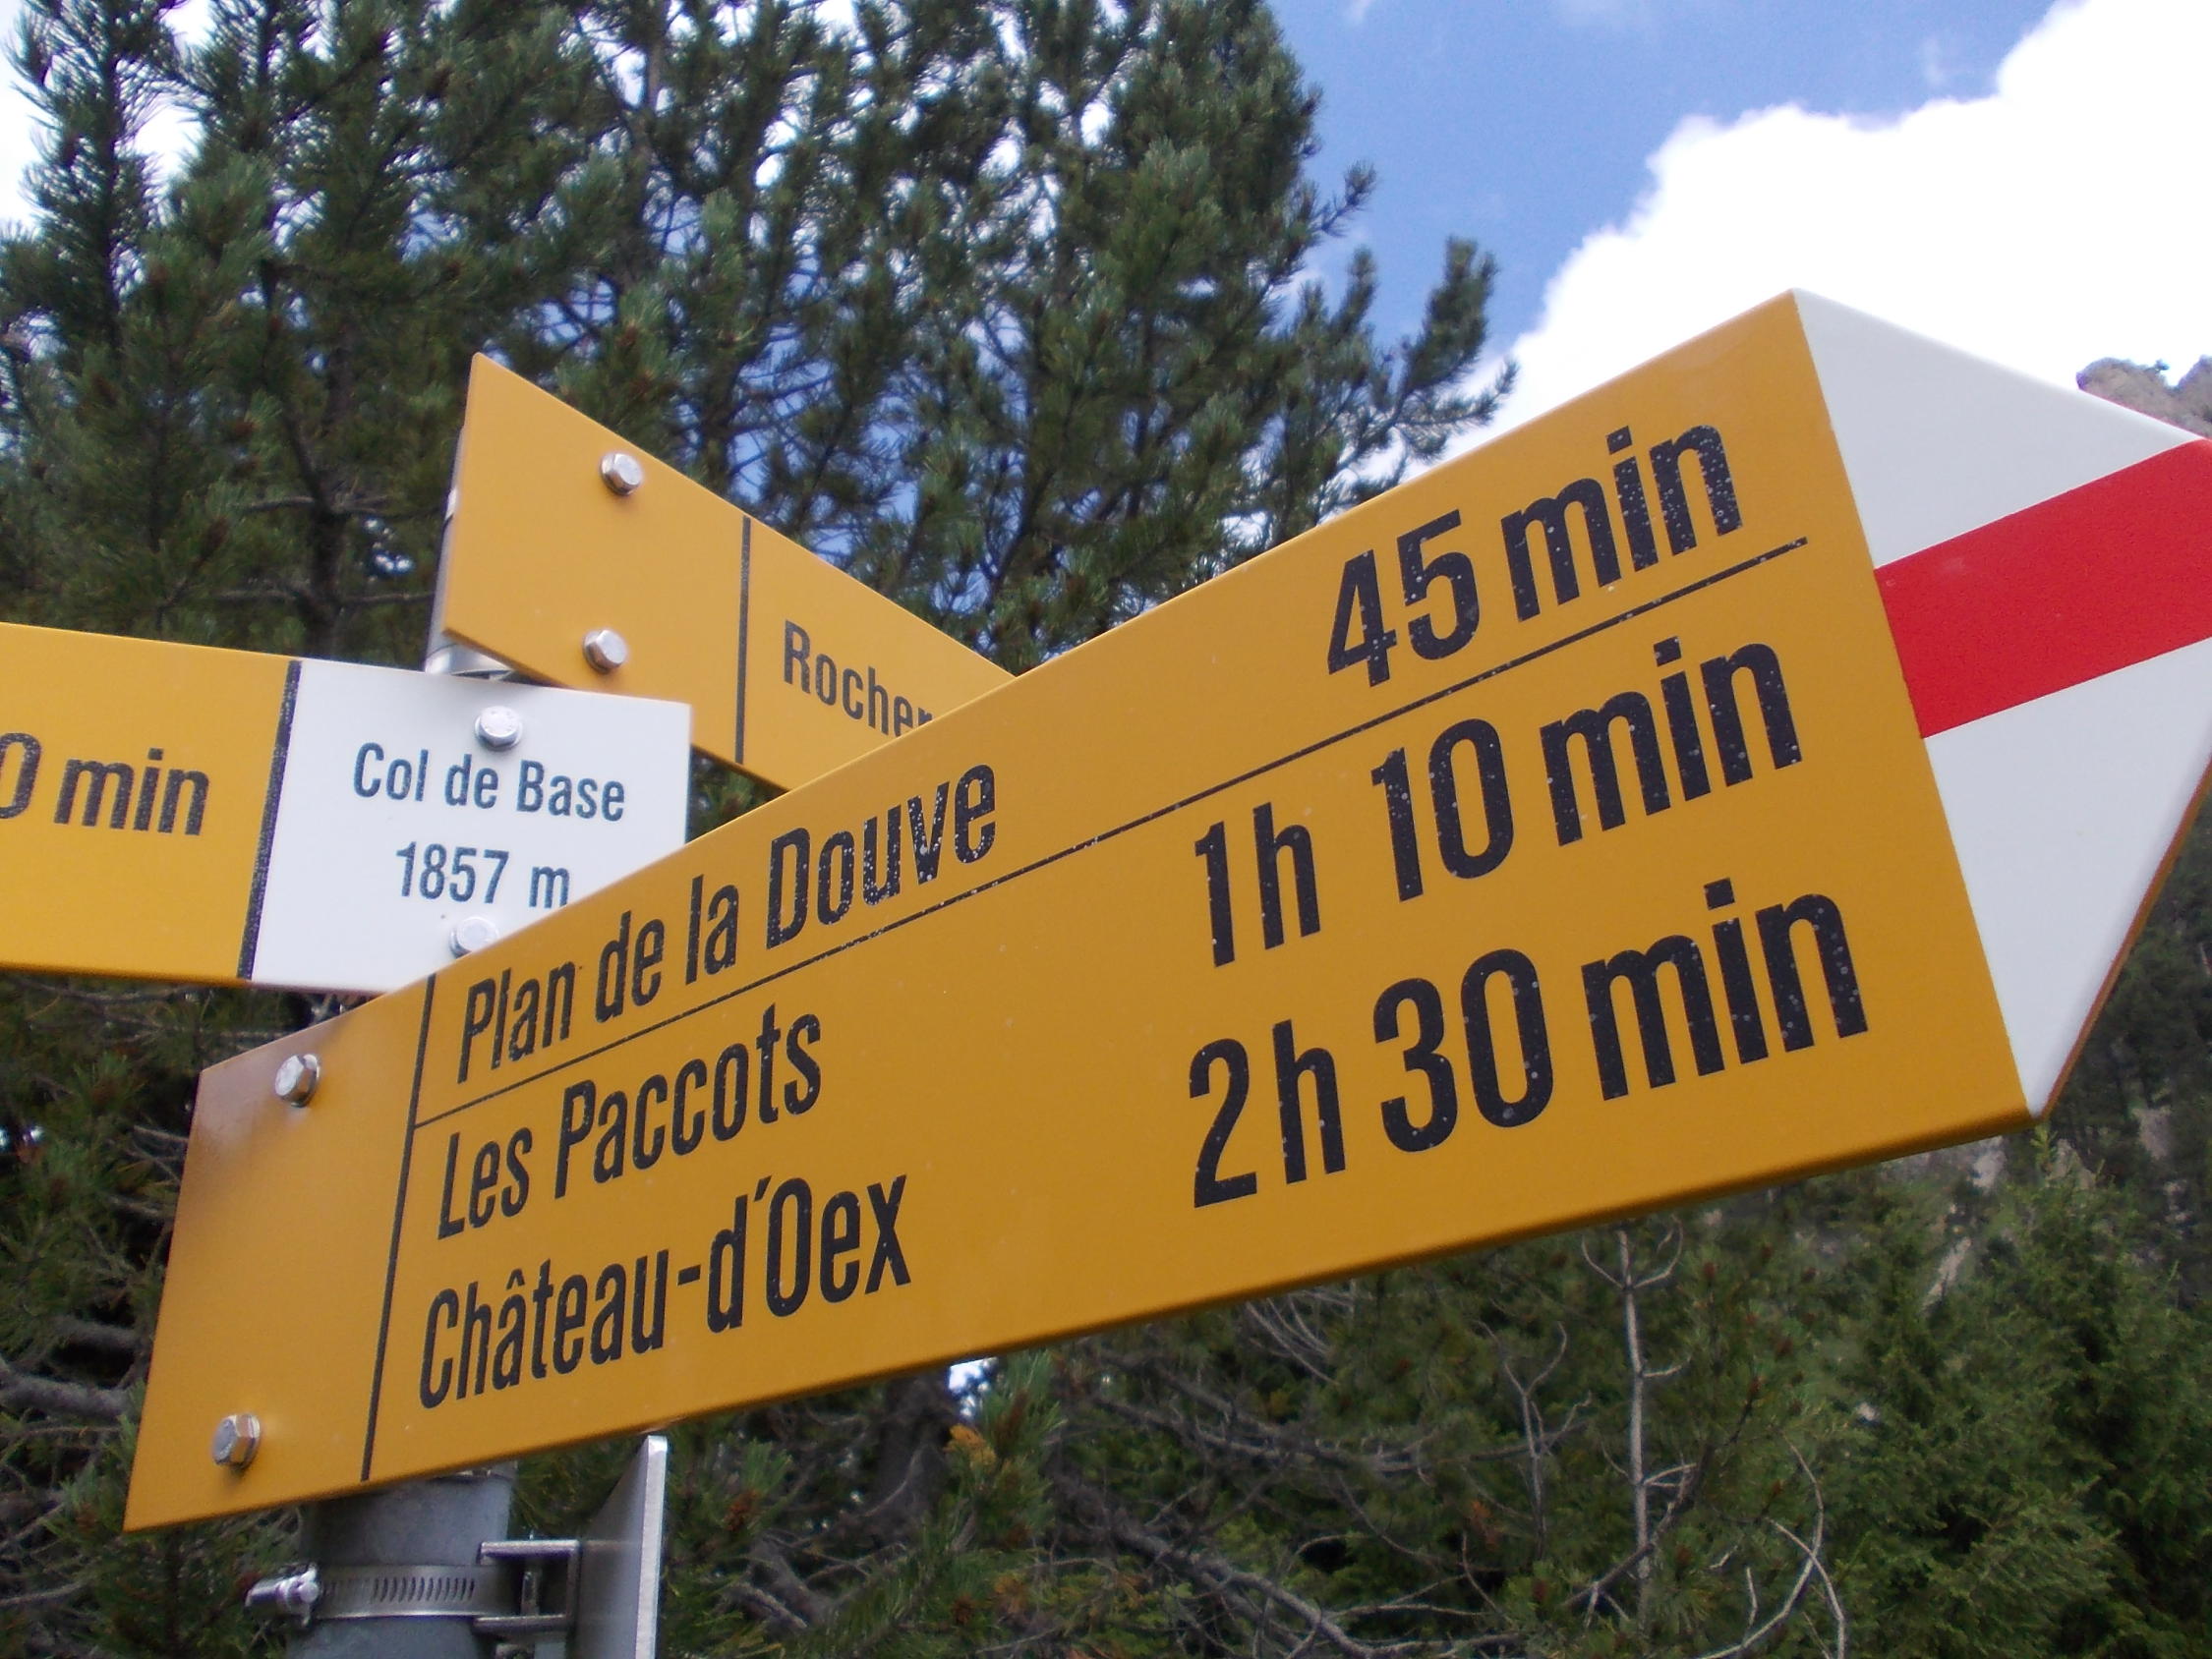 Rocher
min
Col de Base
1857 m
Plan de la Douve 45 min
Les Paccots 1h 10 min
Château-d'Oex 2h 30 min